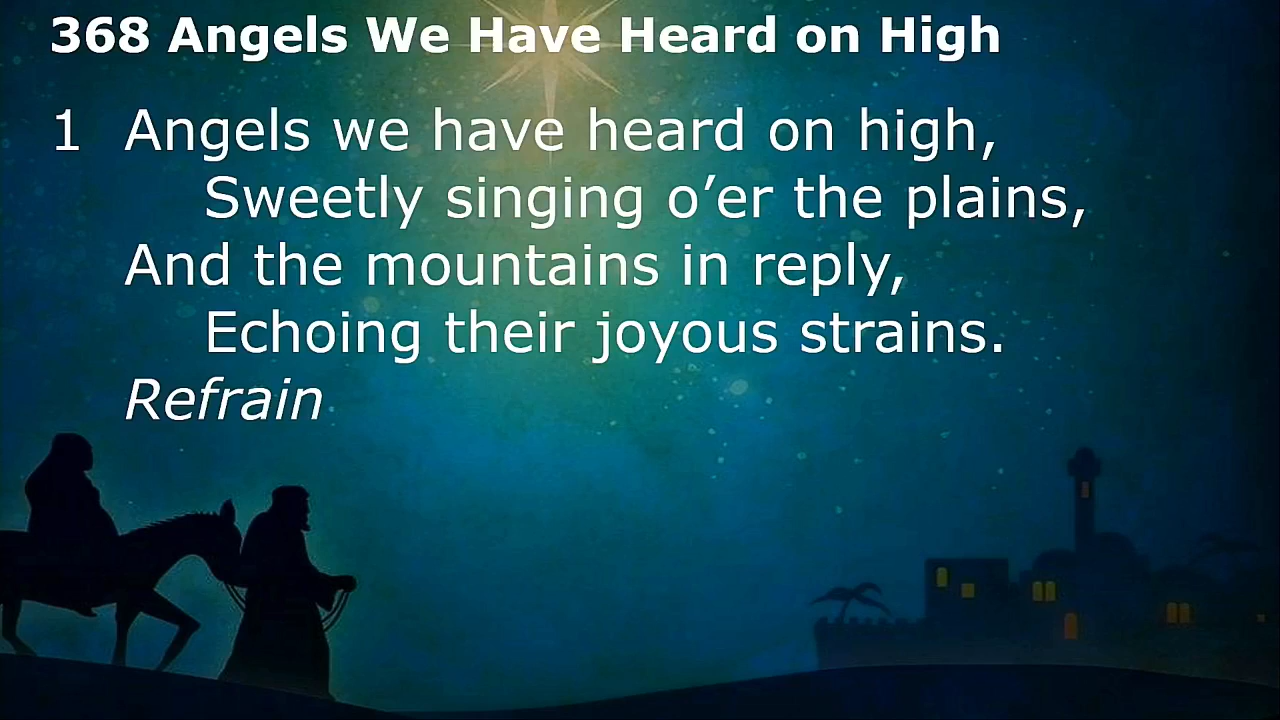 368 Angels We Have Heard on High
1 Angels we have heard on high,
Sweetly singing o’er the plains,
And the mountains in reply,
Echoing their joyous strains.
Refrain